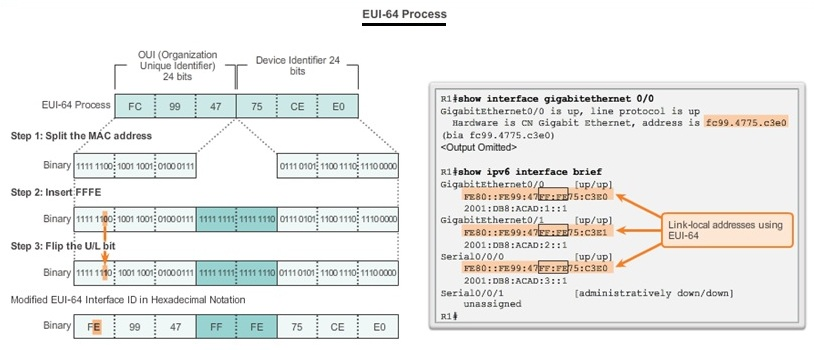 EUI-64 Process
OUI (Organization
Unique Identifier)
24 bits
Device Identifier 24
bits
EUI-64 Process FC 99 47 75 CE E0
Step 1: Split the MAC address
Binary 1111 1100 1001 1001 0100 0111 0111 0101 1100 1110 1110 0000
Step 2: Insert FFFE
Binary 1111 1100 1001 1001 0100 0111 1111 1111 1111 1110 0111 0101 1100 1110 1110 0000
Step 3: Flip the U/L bit
Binary 1111 1110 1001 1001 0100 0111 1111 1111 1111 1110 0111 0101 1100 1110 1110 0000
Modified EUI-64 Interface ID in Hexadecimal Notation
Binary FE 99 47 FF FE 75 CE E0
R1#show interface gigabitethernet 0/0
GigabitEthernet0/0 is up, line protocol is up
Hardware is CN Gigabit Ethernet, address is fc99.4775.c3e0
(bia fc99.4775.c3e0)
<Output Omitted>
R1#show ipv6 interface brief
GigabitEthernet0/0 [up/up]
FE80::FE99:47FF:FE75:C3E0
2001:DB8:ACAD:1::1
GigabitEthernet0/1 [up/up]
FE80::FE99:47FF:FE75:C3E1
2001:DB8:ACAD:2::1
Serial0/0/0 [up/up]
FE80::FE99:47FF:FE75:C3E0
2001:DB8:ACAD:3::1
Serial0/0/1 [administratively down/down]
unassigned
R1#
Link-local addresses using
EUI-64